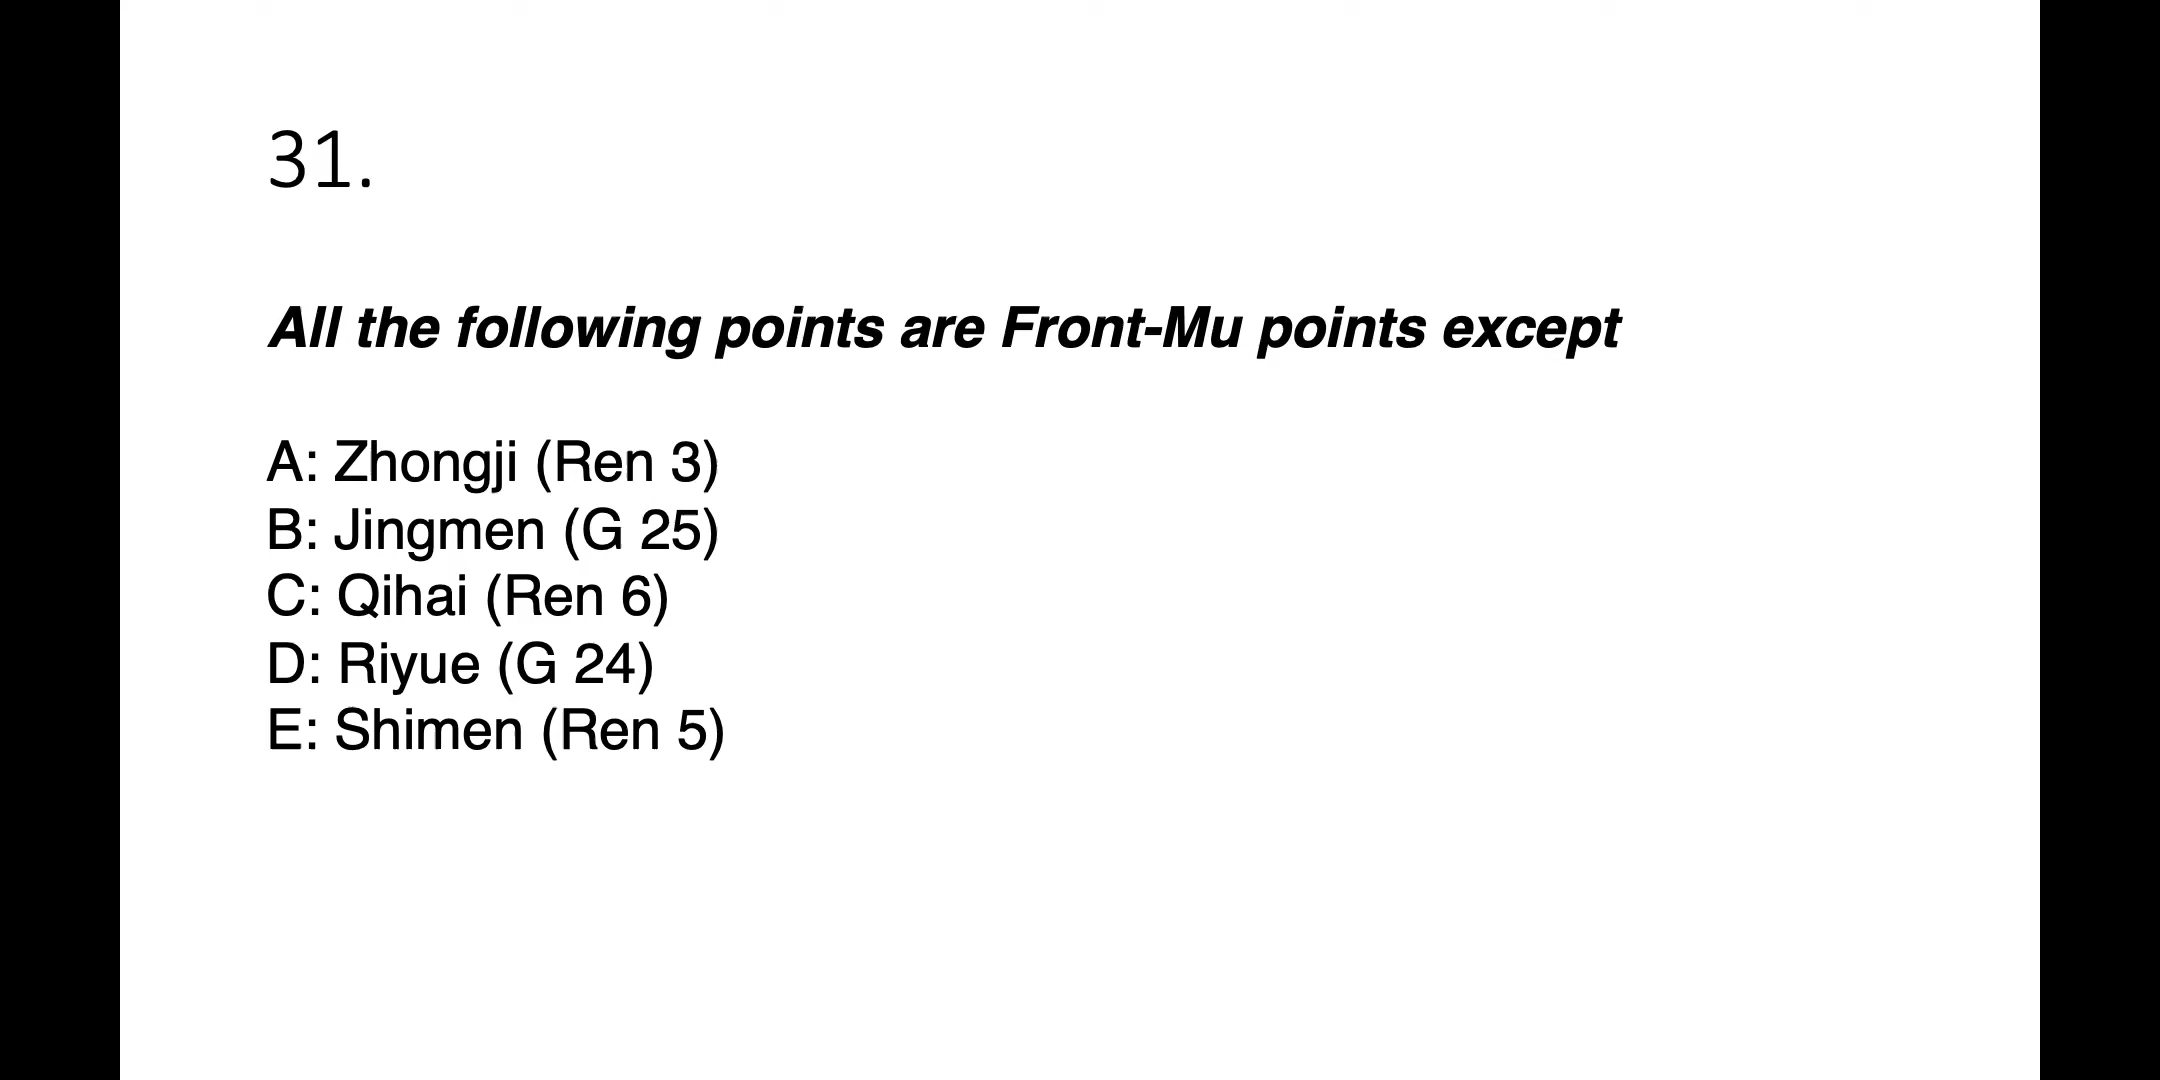 31.
All the following points are Front-Mu points except
A: Zhongji (Ren 3)
B: Jingmen (G 25)
C: Qihai (Ren 6)
D: Riyue (G 24)
E: Shimen (Ren 5)